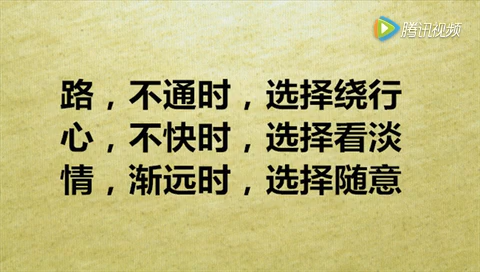 腾讯视频
路，不通时，选择绕行
心，不快时，选择看淡
情，渐远时，选择随意